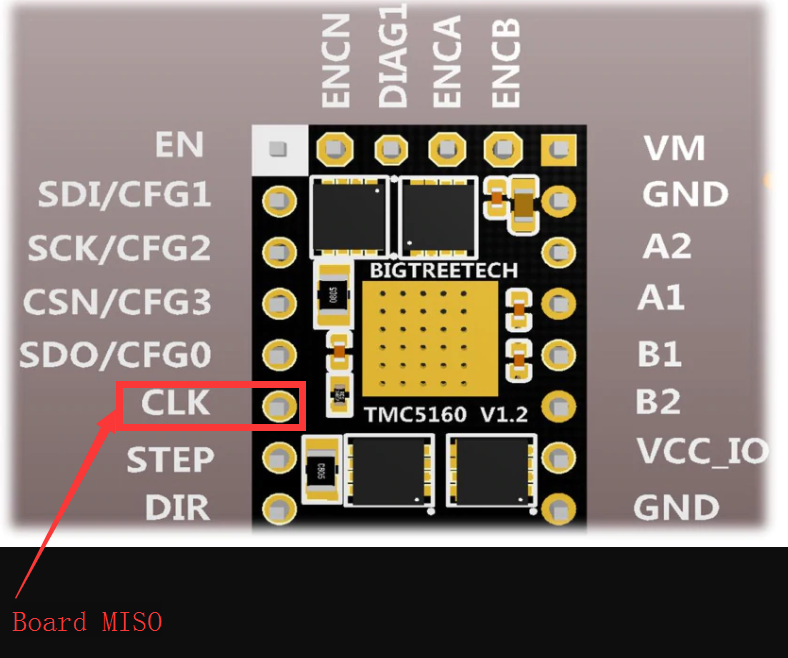 ENCN
DIAG1
ENCA
ENCB
EN
VM
SDI/CFG1
GND
SCK/CFG2
A2
CSN/CFG3
A1
BIGTREETECH
SDO/CFG0
B1
CLK
B2
TMC5160 V1.2
STEP
VCC_IO
DIR
GND
Board MISO